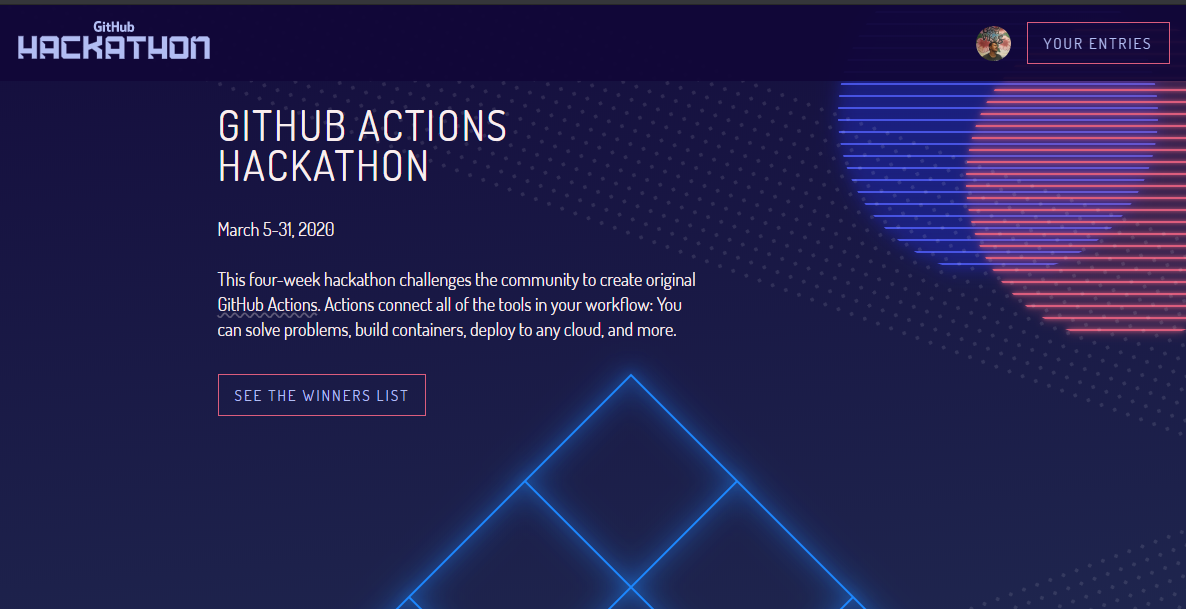 GitHub
HACKATHON
YOUR ENTRIES
GITHUB ACTIONS
HACKATHON
March 5-31, 2020
This four-week hackathon challenges the community to create original
GitHub Actions. Actions connect all of the tools in your workflow: You
can solve problems, build containers, deploy to any cloud, and more.
SEE THE WINNERS LIST